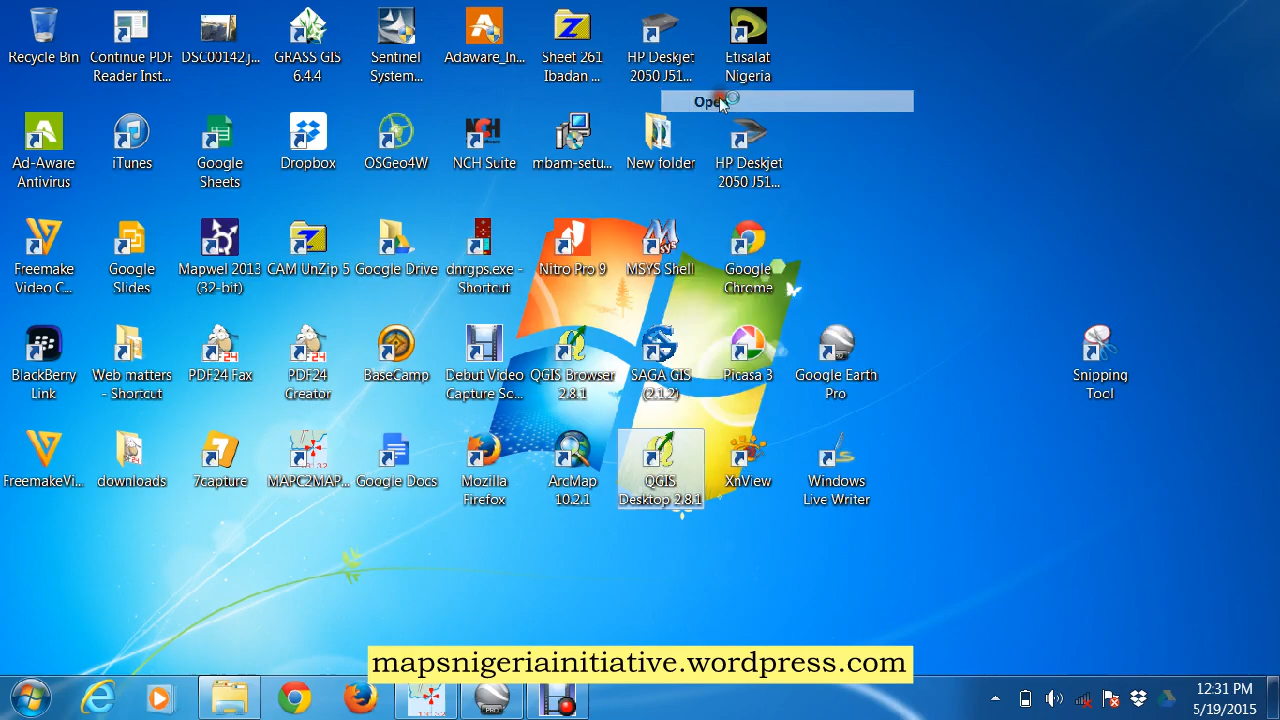 Recycle Bin
Continue PDF
Reader Inst...
DSC00142.j...
GRASS GIS
6.4.4
Sentinel
System...
Adaware_In...
Sheet 261
Ibadan ...
HP Deskjet
2050 J51...
Etisalat
Nigeria
Open
Ad-Aware
Antivirus
iTunes
Google
Sheets
Dropbox
OSGeo4W
NCH
NCH Suite
mbam-setu...
New folder
HP Deskjet
2050 J51...
Freemake
Video C...
Google
Slides
Mapwel 2013
(32-bit)
CAM UnZip 5
Google Drive
dnrgps.exe -
Shortcut
Nitro Pro 9
MSYS Shell
Google
Chrome
BlackBerry
Link
Web matters
- Shortcut
PDF24 Fax
PDF24
Creator
BaseCamp
Debut Video
Capture So...
QGIS Browser
2.8.1
SAGA GIS
(2.1.2)
Picasa 3
Google Earth
Pro
Snipping
Tool
FreemakeVi...
downloads
7capture
MAPC2MAP...
Google Docs
Mozilla
Firefox
ArcMap
10.2.1
QGIS
Desktop 2.8.1
XnView
Windows
Live Writer
mapsnigeriainitiative.wordpress.com
12:31 PM
5/19/2015